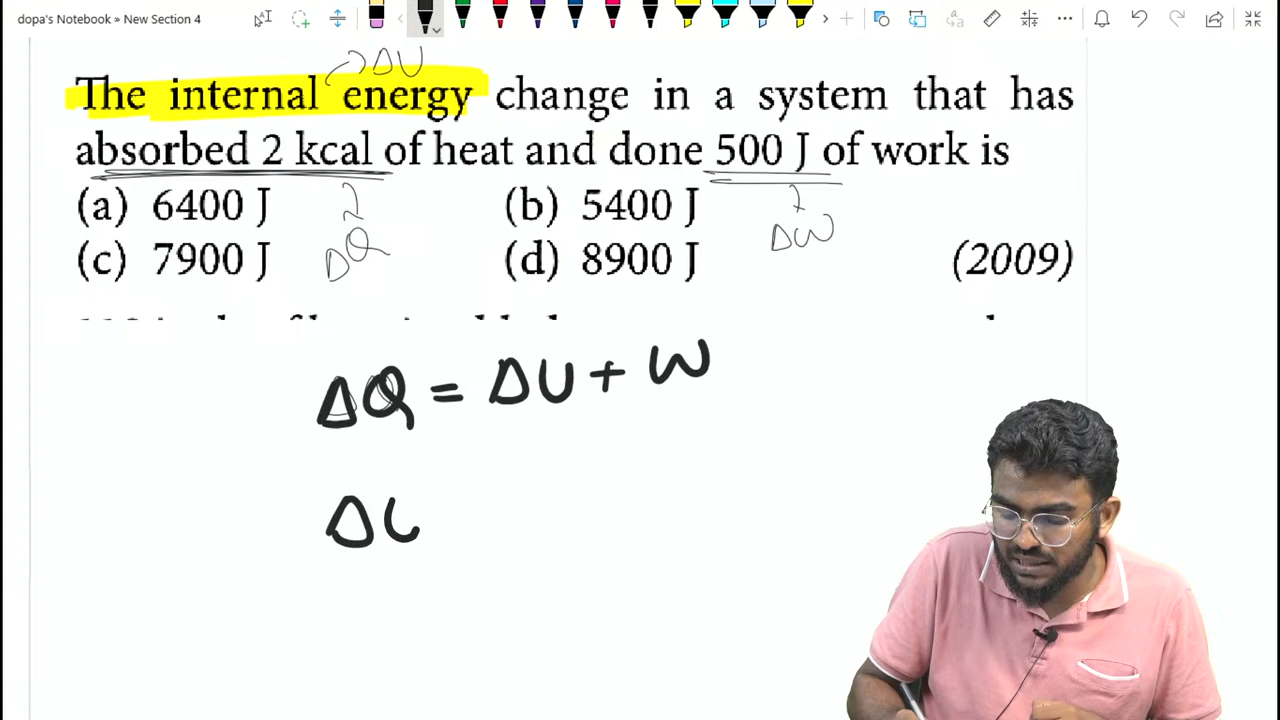 dopa's Notebook » New Section 4
ΔU
The internal energy change in a system that has
absorbed 2 kcal of heat and done 500 J of work is
(a) 6400 J (b) 5400 J
ΔQ ΔW
(c) 7900 J (d) 8900 J (2009)
ΔQ = ΔU + W
ΔU